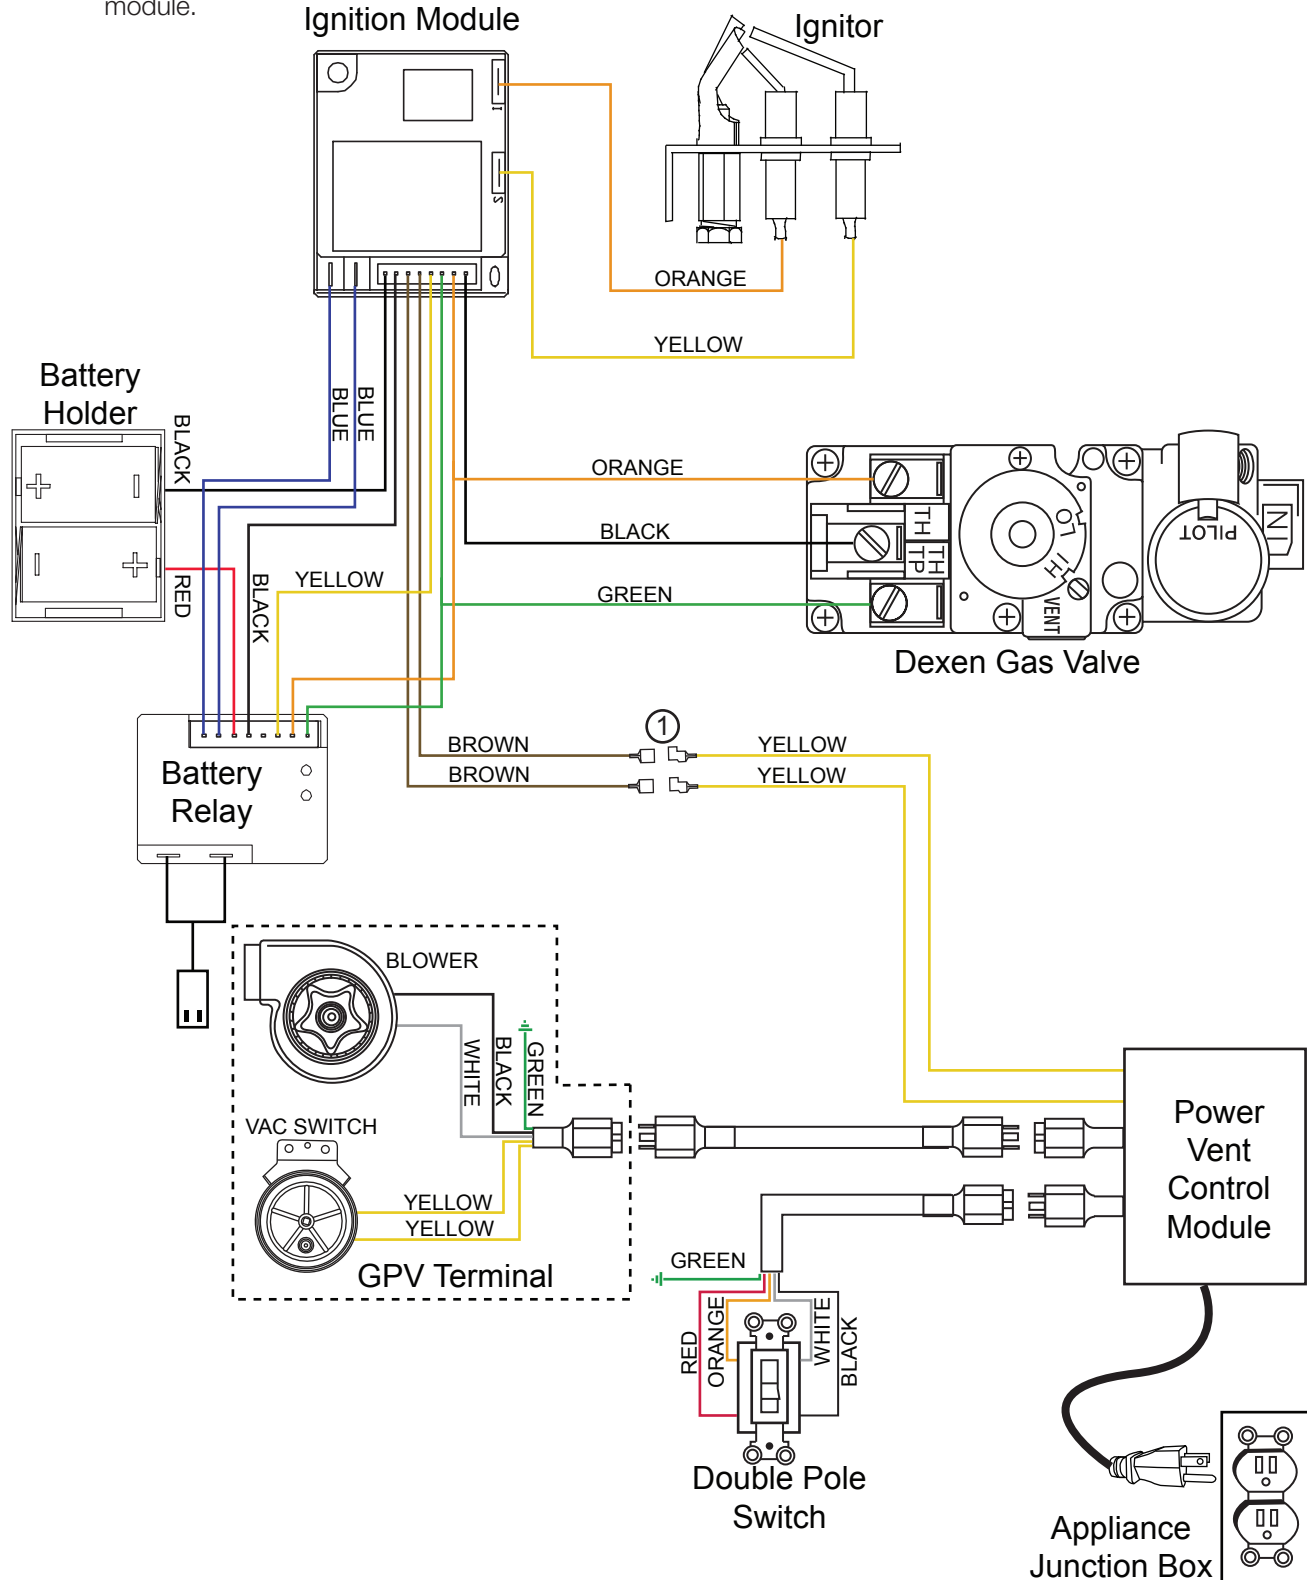 module.
Ignition Module
Ignitor
I
S
ORANGE
YELLOW
Battery
Holder
BLACK
BLUE
BLUE
RED
BLACK
YELLOW
ORANGE
BLACK
GREEN
TH
TH
TP
LO
HI
VENT
PILOT
IN
Dexen Gas Valve
1
BROWN
YELLOW
BROWN
YELLOW
Battery
Relay
BLOWER
WHITE
BLACK
GREEN
VAC SWITCH
YELLOW
YELLOW
GPV Terminal
Power
Vent
Control
Module
GREEN
RED
ORANGE
WHITE
BLACK
Double Pole
Switch
Appliance
Junction Box